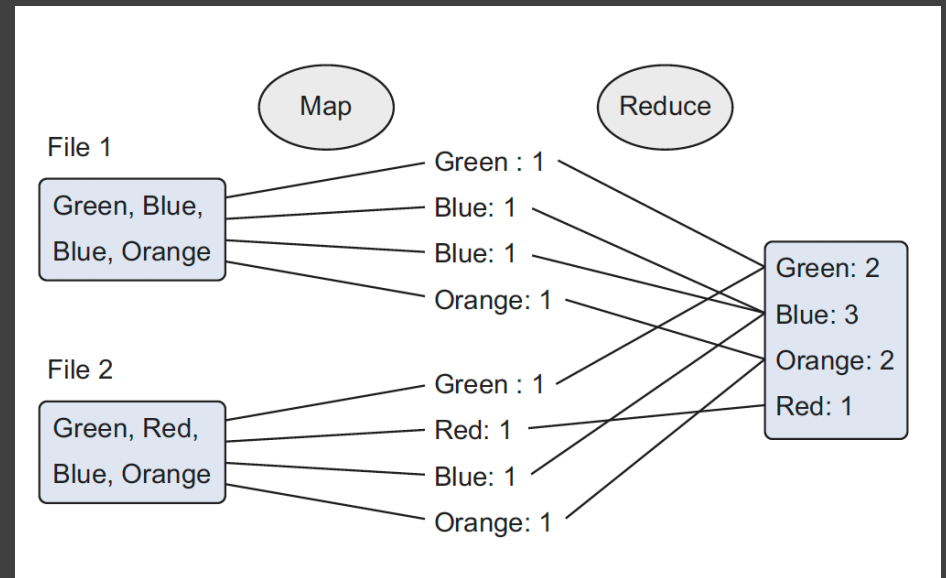 Map
Reduce
File 1
Green, Blue,
Blue, Orange
Green : 1
Blue: 1
Blue: 1
Orange: 1
File 2
Green, Red,
Blue, Orange
Green : 1
Red: 1
Blue: 1
Orange: 1
Green: 2
Blue: 3
Orange: 2
Red: 1